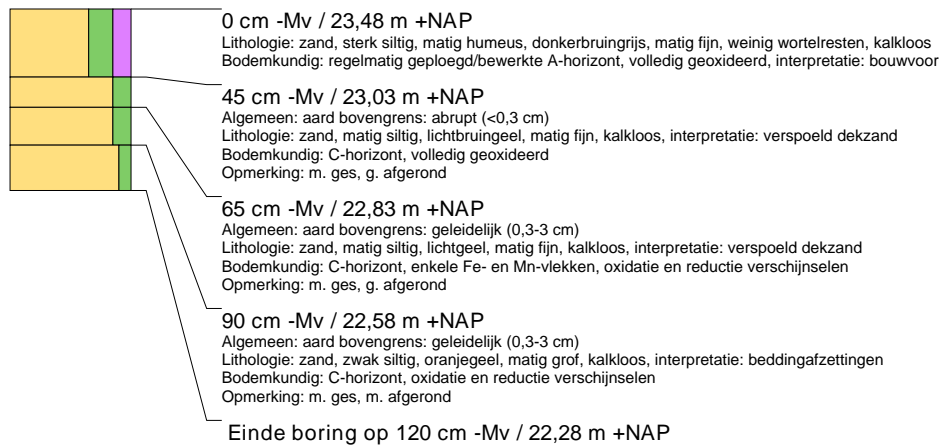 0 cm -Mv / 23,48 m +NAP
Lithologie: zand, sterk siltig, matig humeus, donkerbruingrijs, matig fijn, weinig wortelresten, kalkloos
Bodemkundig: regelmatig geploegd/bewerkte A-horizont, volledig geoxideerd, interpretatie: bouwvoor
45 cm -Mv / 23,03 m +NAP
Algemeen: aard bovengrens: abrupt (<0,3 cm)
Lithologie: zand, matig siltig, lichtbruingeel, matig fijn, kalkloos, interpretatie: verspoeld dekzand
Bodemkundig: C-horizont, volledig geoxideerd
Opmerking: m. ges, g. afgerond
65 cm -Mv / 22,83 m +NAP
Algemeen: aard bovengrens: geleidelijk (0,3-3 cm)
Lithologie: zand, matig siltig, lichtgeel, matig fijn, kalkloos, interpretatie: verspoeld dekzand
Bodemkundig: C-horizont, enkele Fe- en Mn-vlekken, oxidatie en reductie verschijnselen
Opmerking: m. ges, g. afgerond
90 cm -Mv / 22,58 m +NAP
Algemeen: aard bovengrens: geleidelijk (0,3-3 cm)
Lithologie: zand, zwak siltig, oranjegeel, matig grof, kalkloos, interpretatie: beddingafzettingen
Bodemkundig: C-horizont, oxidatie en reductie verschijnselen
Opmerking: m. ges, m. afgerond
Einde boring op 120 cm -Mv / 22,28 m +NAP